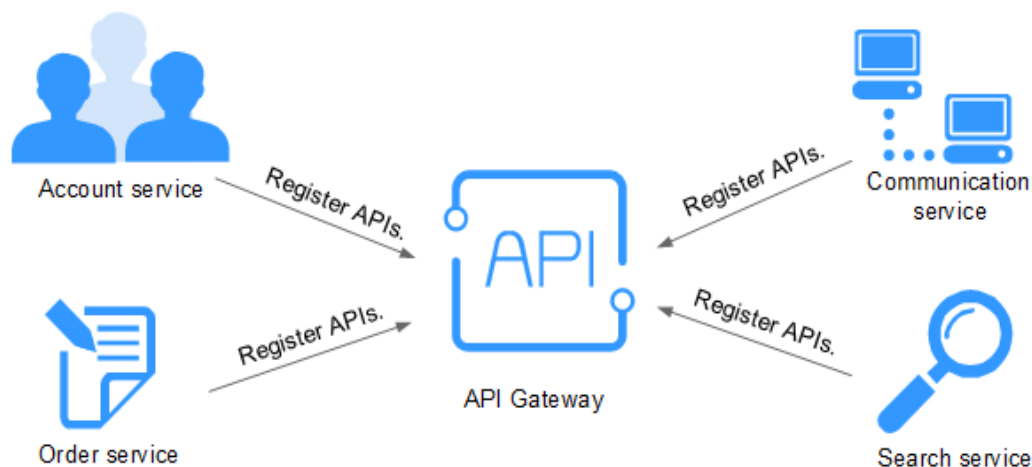 Account service
Register APIs.
Register APIs.
Communication
service
API
Register APIs.
Register APIs.
API Gateway
Order service
Search service